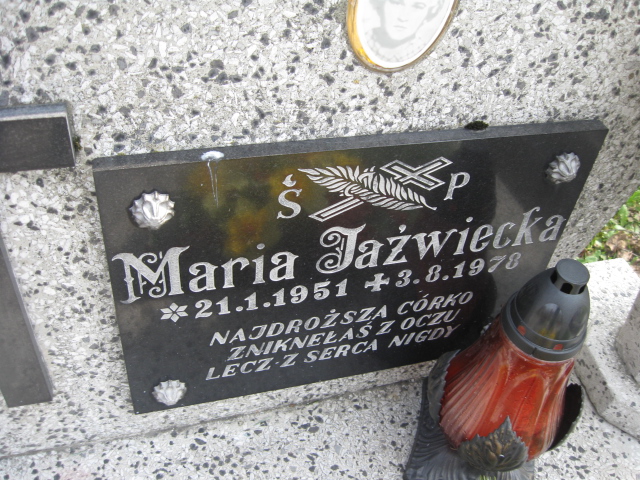 Ś P
Maria Jaźwiecka
* 21.1.1951 + 3.8.1978
NAJDROŻSZA CÓRKO
ZNIKNEŁAŚ Z OCZU
LECZ-Z SERCA NIGDY